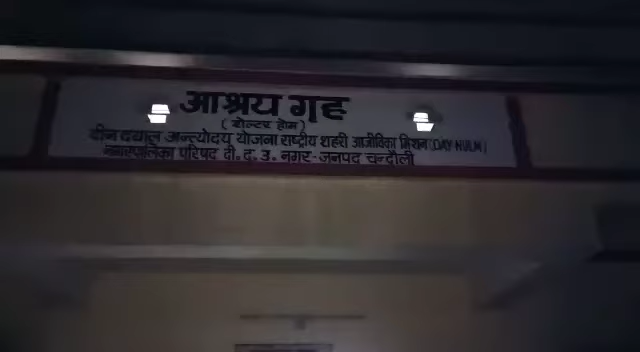 आश्रय गृह
(शेल्टर होम)
दीन दयाल अन्त्योदय योजना राष्ट्रीय शहरी आजीविका मिशन (DAY-NULM)
नगरपालिका परिषद दी. द. उ. नगर-जनपद चन्दौली